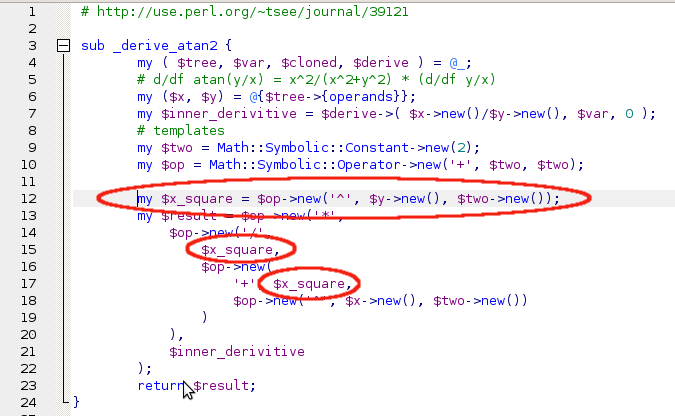 1 # http://use.perl.org/~tsee/journal/39121
2
3 sub _derive_atan2 {
4 my ( $tree, $var, $cloned, $derive ) = @_;
5 # d/df atan(y/x) = x^2/(x^2+y^2) * (d/df y/x)
6 my ($x, $y) = @{$tree->{operands}};
7 my $inner_derivitive = $derive->( $x->new()/$y->new(), $var, 0 );
8 # templates
9 my $two = Math::Symbolic::Constant->new(2);
10 my $op = Math::Symbolic::Operator->new('+', $two, $two);
11
12 my $x_square = $op->new('^', $y->new(), $two->new());
13 my $result = $op->new('*',
14 $op->new('/',
15 $x_square,
16 $op->new(
17 '+', $x_square,
18 $op->new('^', $x->new(), $two->new())
19 )
20 ),
21 $inner_derivitive
22 );
23 return $result;
24 }